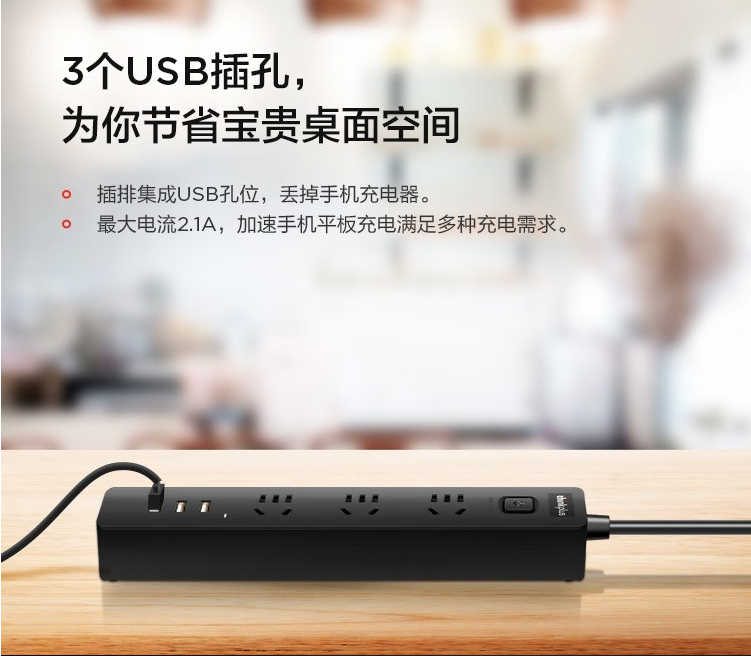 3个USB插孔，
为你节省宝贵桌面空间
插排集成USB孔位，丢掉手机充电器。
最大电流2.1A，加速手机平板充电满足多种充电需求。
thinkplus